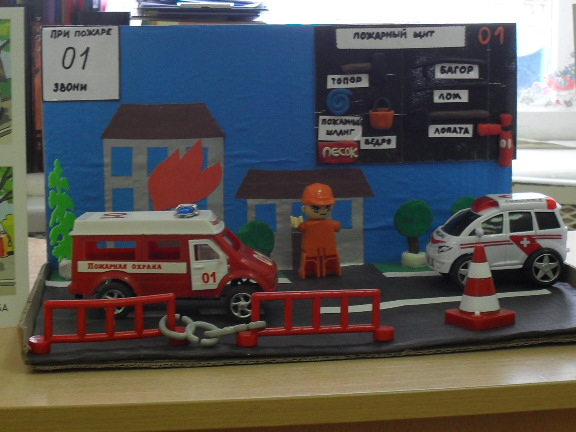 ПРИ ПОЖАРЕ
01
ЗВОНИ
ПОЖАРНЫЙ ЩИТ
01
ТОПОР
БАГОР
ЛОМ
ПОЖАРНЫЙ
ШЛАНГ
ВЕДРО
ЛОПАТА
ПЕСОК
ПОЖАРНАЯ ОХРАНА
01